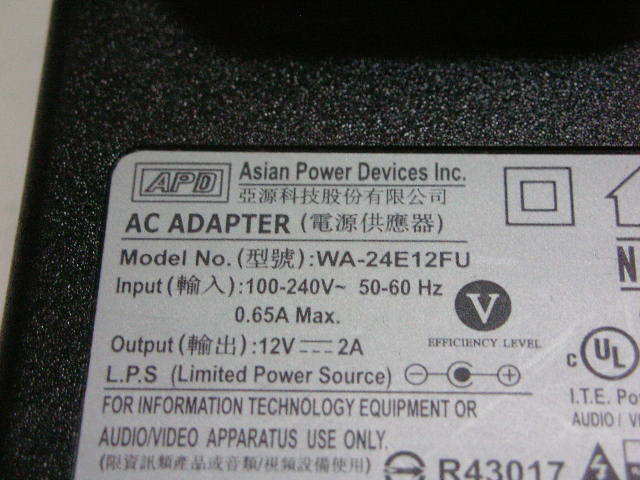 APD Asian Power Devices Inc.
亞源科技股份有限公司
AC ADAPTER (電源供應器)
Model No.(型號):WA-24E12FU
Input(輸入):100-240V~ 50-60 Hz
0.65A Max.
V
EFFICIENCY LEVEL
Output(輸出):12V⎓2A
L.P.S (Limited Power Source)
FOR INFORMATION TECHNOLOGY EQUIPMENT OR
AUDIO/VIDEO APPARATUS USE ONLY.
(限資訊類產品或音類/視頻設備使用)
R43017
N
c UL
I.T.E.
AUDIO /